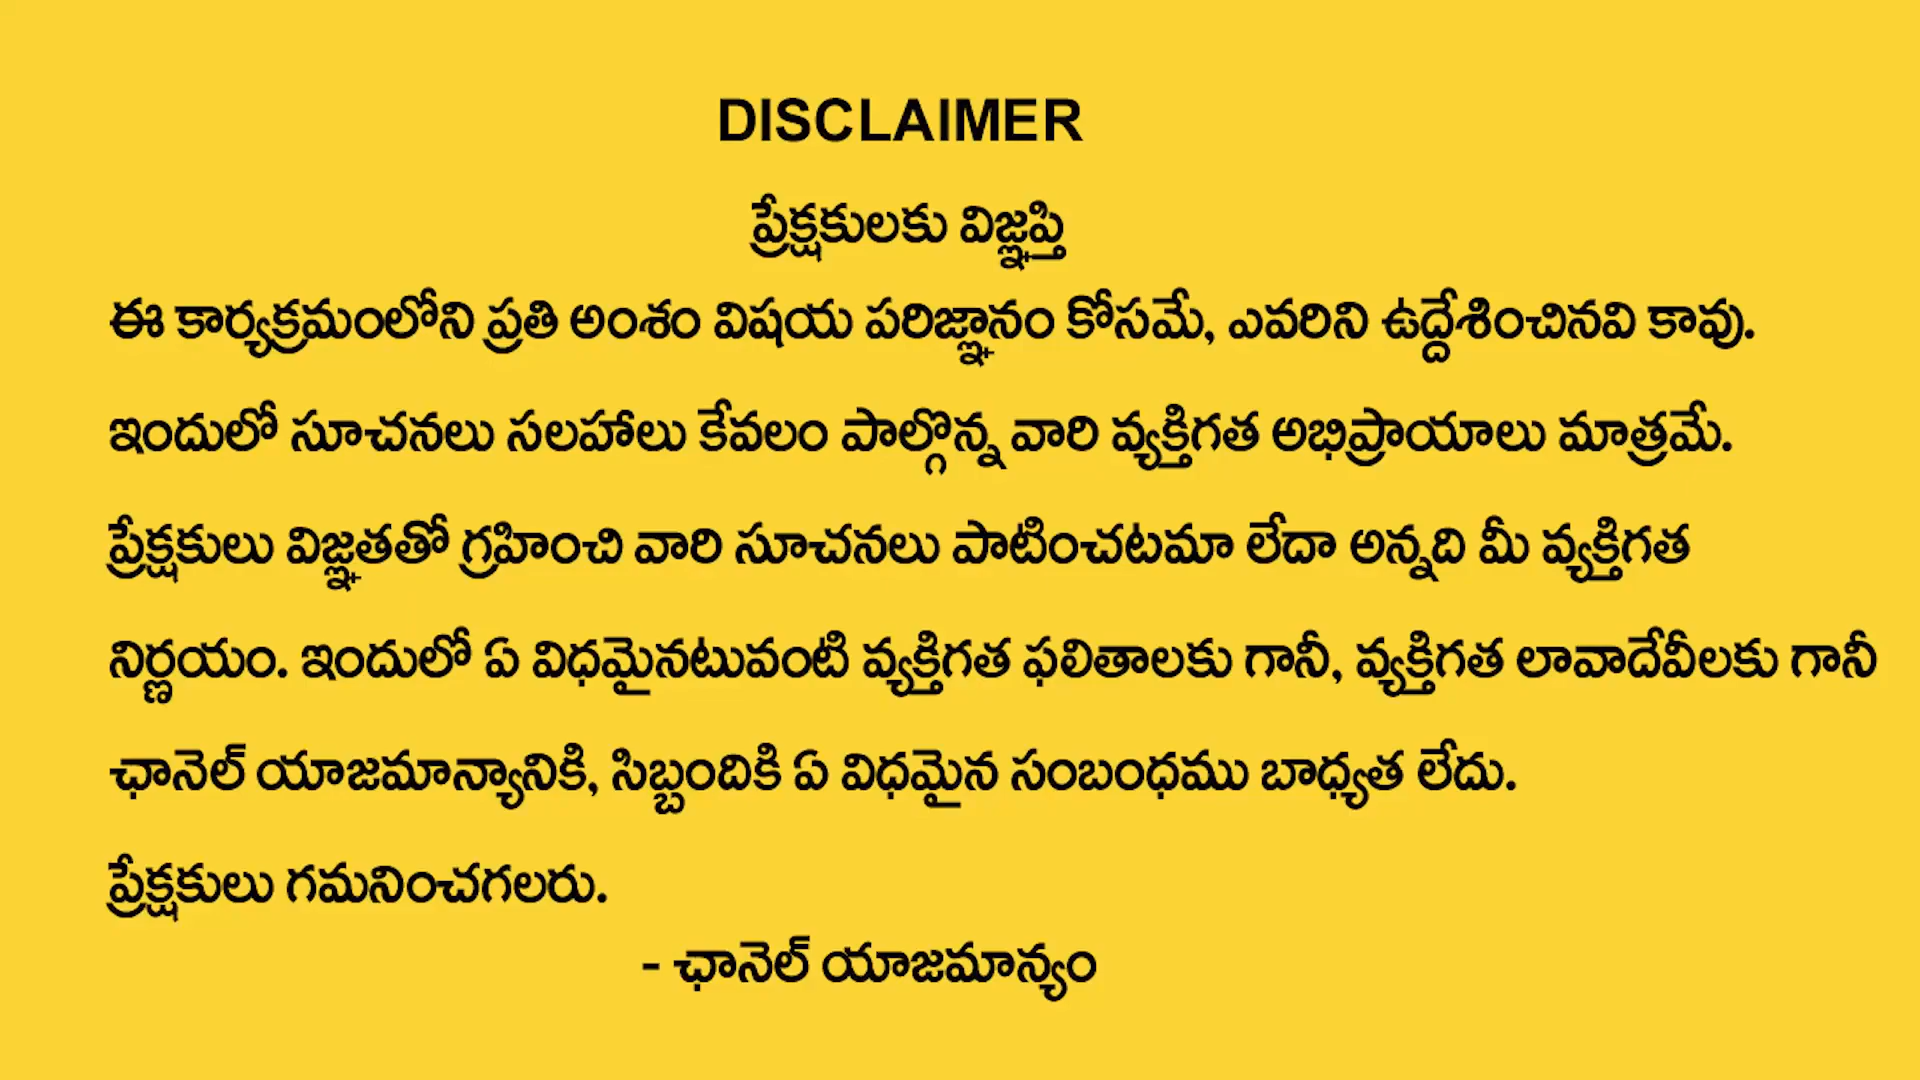 DISCLAIMER
ప్రేక్షకులకు విజ్ఞప్తి
ఈ కార్యక్రమంలోని ప్రతి అంశం విషయ పరిజ్ఞానం కోసమే, ఎవరిని ఉద్దేశించినవి కావు.
ఇందులో సూచనలు సలహాలు కేవలం పాల్గొన్న వారి వ్యక్తిగత అభిప్రాయాలు మాత్రమే.
ప్రేక్షకులు విజ్ఞతతో గ్రహించి వారి సూచనలు పాటించటమా లేదా అన్నది మీ వ్యక్తిగత
నిర్ణయం. ఇందులో ఏ విధమైనటువంటి వ్యక్తిగత ఫలితాలకు గానీ, వ్యక్తిగత లావాదేవీలకు గానీ
ఛానెల్ యాజమాన్యానికి, సిబ్బందికి ఏ విధమైన సంబంధము బాధ్యత లేదు.
ప్రేక్షకులు గమనించగలరు.
- ఛానెల్ యాజమాన్యం